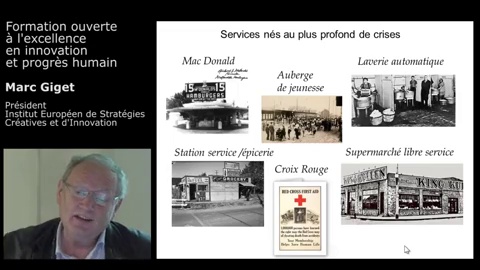 Formation ouverte
à l'excellence
en innovation
et progrès humain
Marc Giget
Président
Institut Européen de Stratégies
Créatives et d'Innovation
Services nés au plus profond de crises
Mac Donald
Auberge
de jeunesse
Laverie automatique
15
HAMBURGERS
15
Station service /épicerie
Croix Rouge
Supermarché libre service
GROCERY
RED CROSS FIRST AID
KING